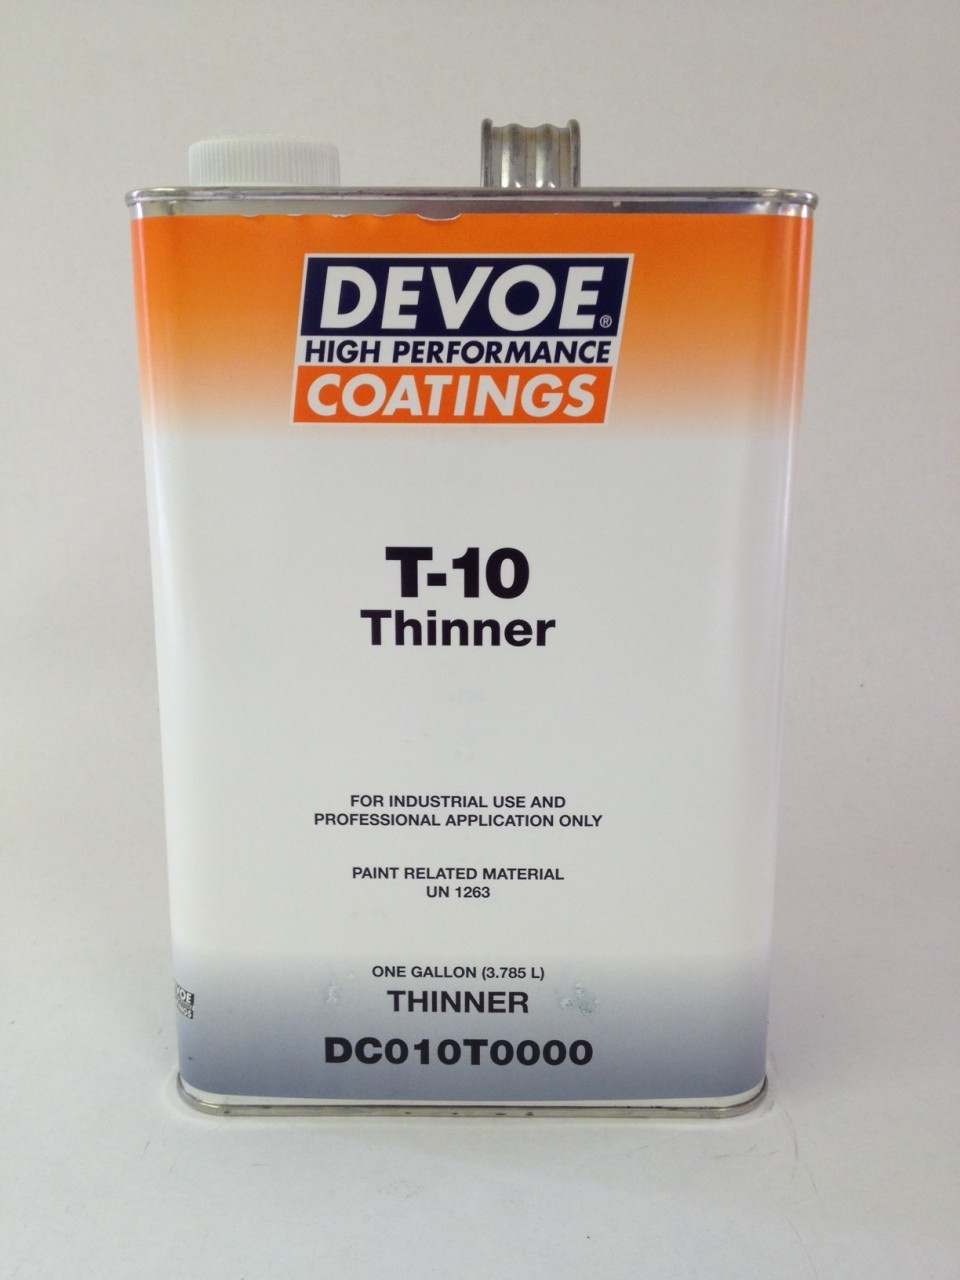 DEVOE®
HIGH PERFORMANCE
COATINGS
T-10
Thinner
FOR INDUSTRIAL USE AND
PROFESSIONAL APPLICATION ONLY
PAINT RELATED MATERIAL
UN 1263
ONE GALLON (3.785 L)
THINNER
DC010T0000